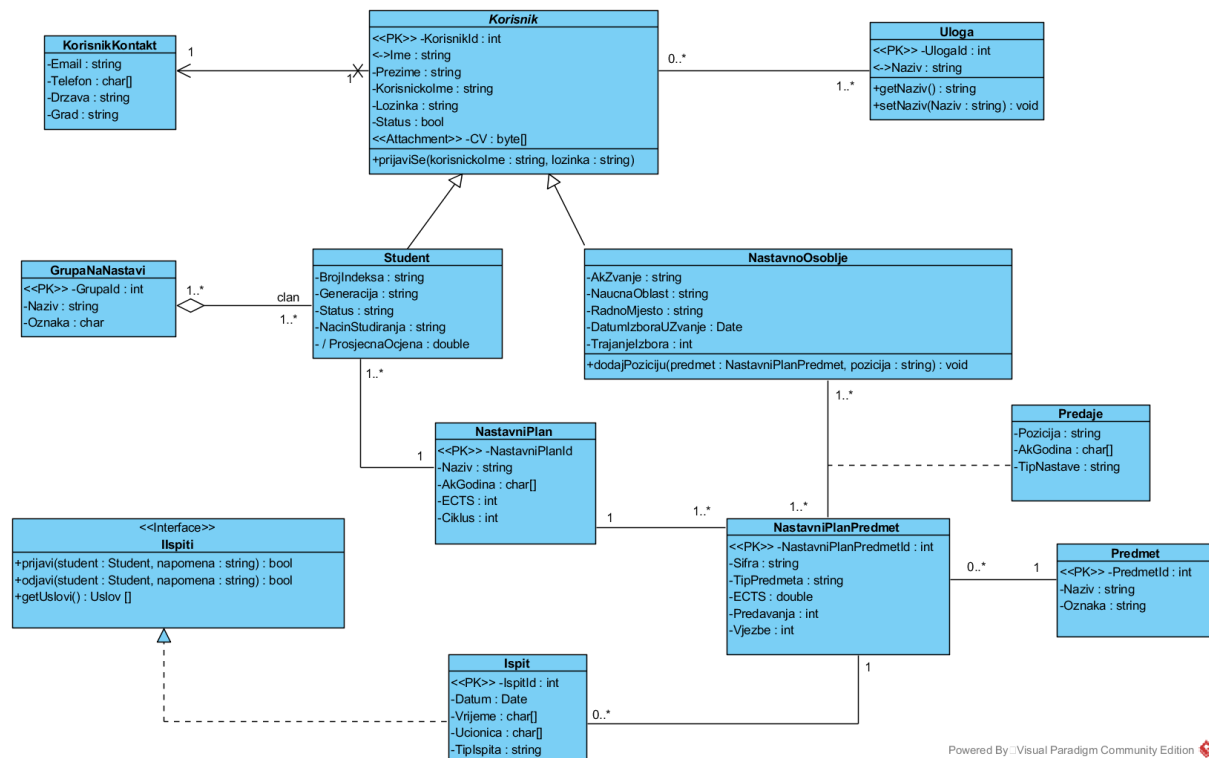 KorisnikKontakt
-Email : string
-Telefon : char[]
-Drzava : string
-Grad : string
1
1
Korisnik
<<PK>> -KorisnikId : int
<->Ime : string
-Prezime : string
-KorisnickoIme : string
-Lozinka : string
-Status : bool
<<Attachment>> -CV : byte[]
+prijaviSe(korisnickoIme : string, lozinka : string)
0..*
1..*
Uloga
<<PK>> -UlogaId : int
<->Naziv : string
+getNaziv() : string
+setNaziv(Naziv : string) : void
GrupaNaNastavi
<<PK>> -GrupaId : int
-Naziv : string
-Oznaka : char
1..*
clan
1..*
Student
-BrojIndeksa : string
-Generacija : string
-Status : string
-NacinStudiranja : string
- / ProsjecnaOcjena : double
NastavnoOsoblje
-AkZvanje : string
-NaucnaOblast : string
-RadnoMjesto : string
-DatumIzboraUZvanje : Date
-TrajanjeIzbora : int
+dodajPoziciju(predmet : NastavniPlanPredmet, pozicija : string) : void
1..*
1..*
Predaje
-Pozicija : string
-AkGodina : char[]
-TipNastave : string
1
NastavniPlan
<<PK>> -NastavniPlanId
-Naziv : string
-AkGodina : char[]
-ECTS : int
-Ciklus : int
1
1..*
1..*
<<Interface>>
IIspiti
+prijavi(student : Student, napomena : string) : bool
+odjavi(student : Student, napomena : string) : bool
+getUslovi() : Uslov []
NastavniPlanPredmet
<<PK>> -NastavniPlanPredmetId : int
-Sifra : string
-TipPredmeta : string
-ECTS : double
-Predavanja : int
-Vjezbe : int
0..*
1
Predmet
<<PK>> -PredmetId : int
-Naziv : string
-Oznaka : string
1
Ispit
<<PK>> -IspitId : int
-Datum : Date
-Vrijeme : char[]
-Ucionica : char[]
-TipIspita : string
0..*
Powered By Visual Paradigm Community Edition